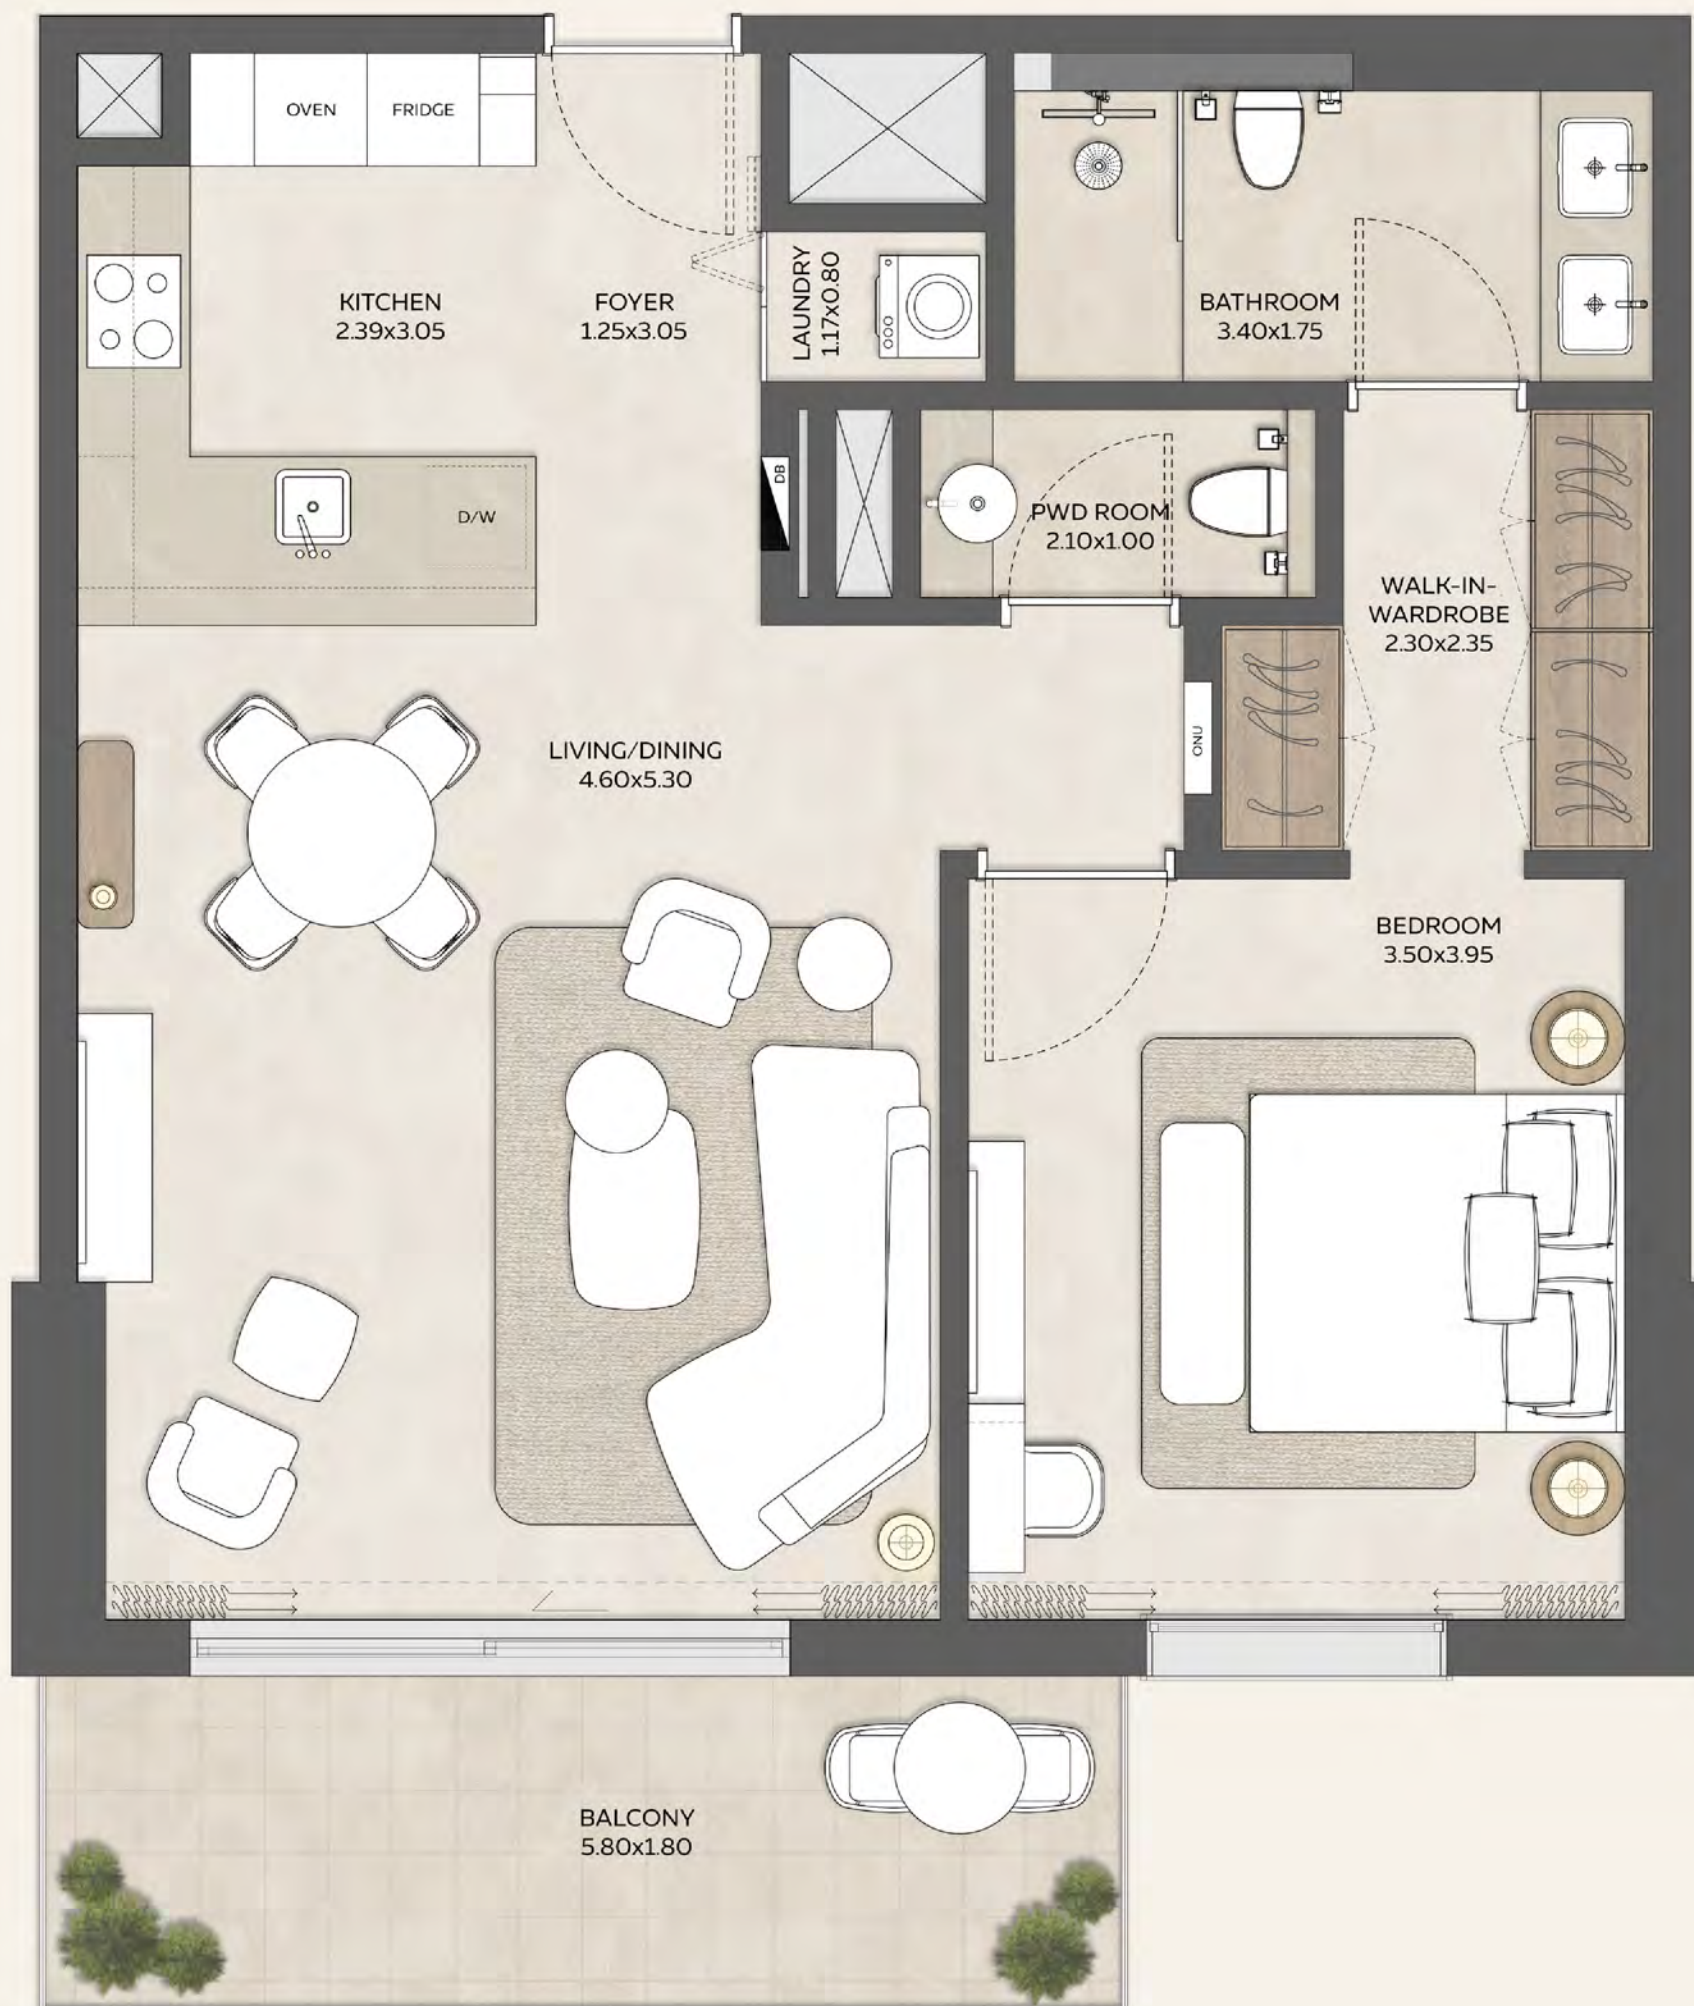 OVEN
FRIDGE
KITCHEN
2.39x3.05
FOYER
1.25x3.05
LAUNDRY
1.17x0.80
BATHROOM
3.40x1.75
D/W
DB
PWD ROOM
2.10x1.00
WALK-IN-
WARDROBE
2.30x2.35
LIVING/DINING
4.60x5.30
ONU
BEDROOM
3.50x3.95
BALCONY
5.80x1.80